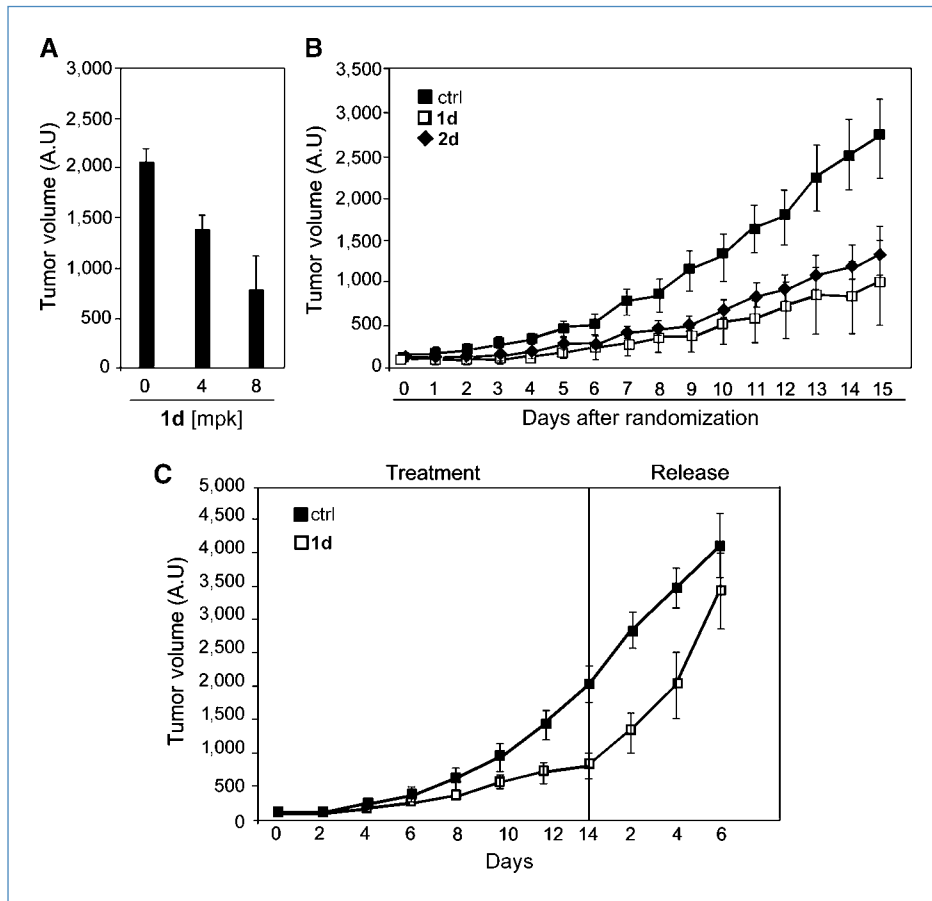 A
Tumor volume (A.U)
3,000
2,500
2,000
1,500
1,000
500
0
0 4 8
1d [mpk]
B
Tumor volume (A.U)
3,500
3,000
2,500
2,000
1,500
1,000
500
0
ctrl
1d
2d
0 1 2 3 4 5 6 7 8 9 10 11 12 13 14 15
Days after randomization
C
Treatment Release
Tumor volume (A.U)
5,000
4,500
4,000
3,500
3,000
2,500
2,000
1,500
1,000
500
0
ctrl
1d
0 2 4 6 8 10 12 14 2 4 6
Days